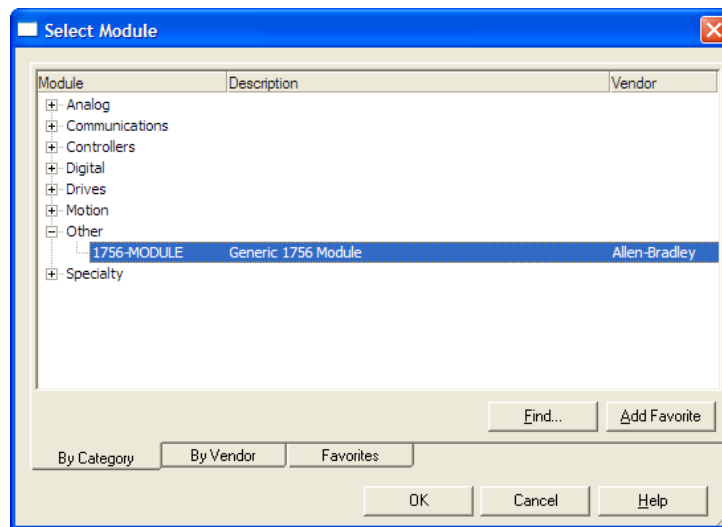 Select Module
Module Description Vendor
Analog
Communications
Controllers
Digital
Drives
Motion
Other
1756-MODULE Generic 1756 Module Allen-Bradley
Specialty
Find... Add Favorite
By Category By Vendor Favorites
OK Cancel Help